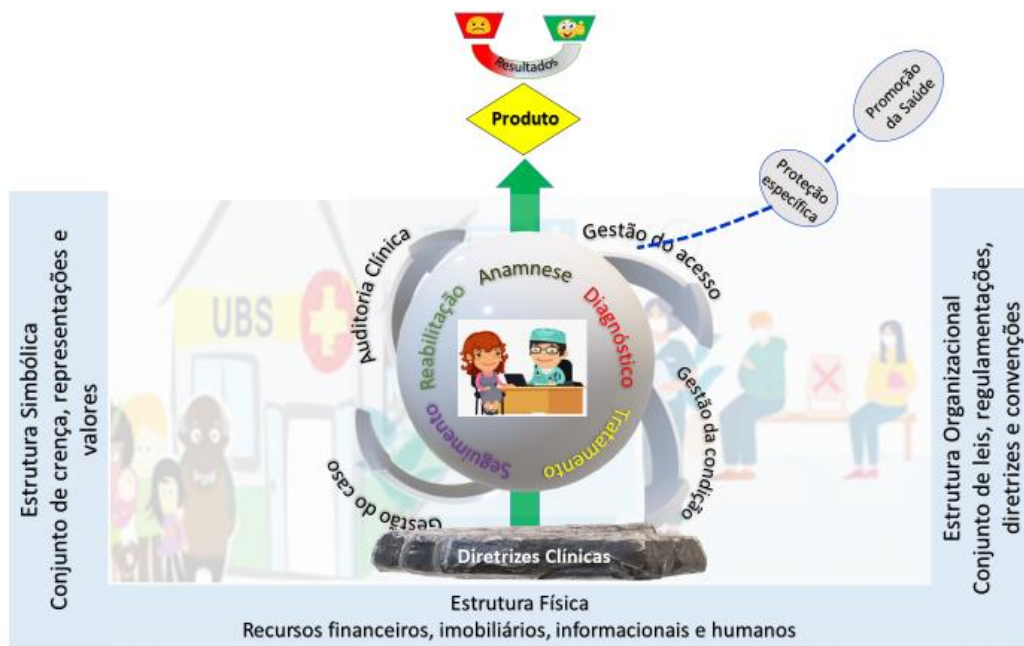 Resultados
Produto
Promoção
da Saúde
Proteção
específica
Estrutura Simbólica
Conjunto de crença, representações e
valores
UBS
Auditoria Clínica
Gestão do acesso
Gestão da condição
Gestão do caso
Anamnese
Diagnóstico
Tratamento
Seguimento
Reabilitação
Diretrizes Clínicas
Estrutura Organizacional
Conjunto de leis, regulamentações,
diretrizes e convenções
Estrutura Física
Recursos financeiros, imobiliários, informacionais e humanos